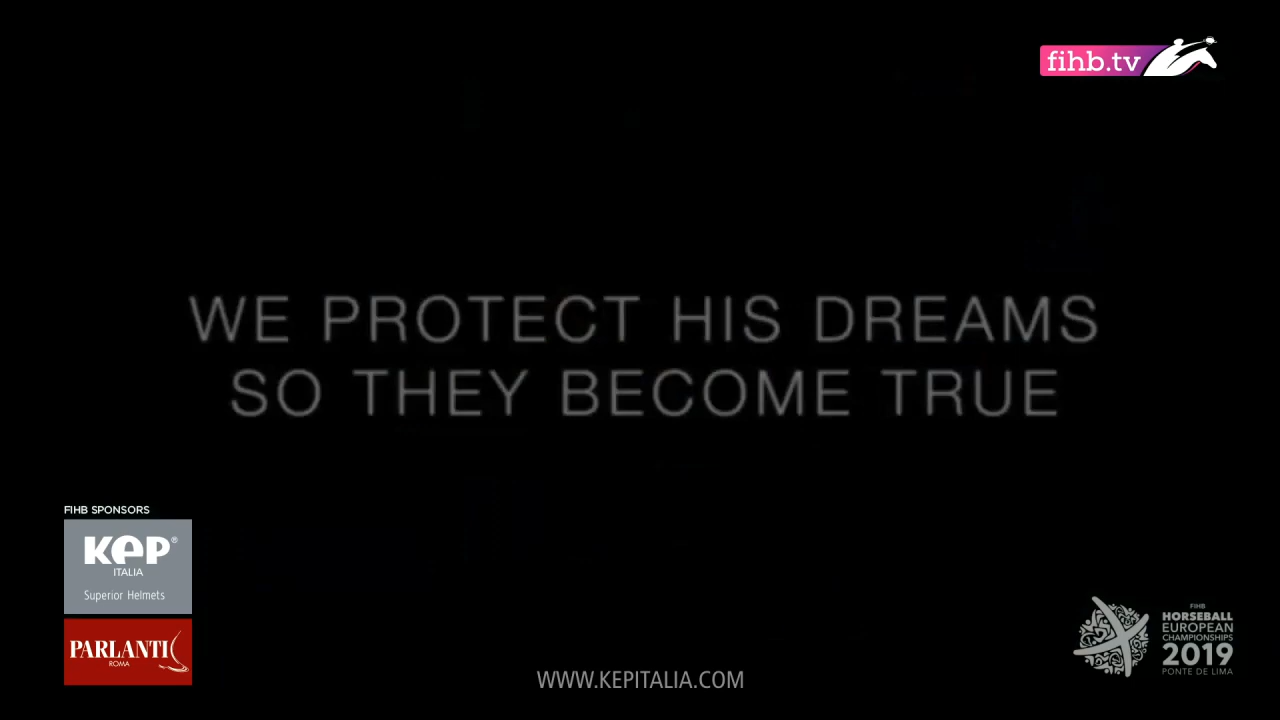 fihb.tv
WE PROTECT HIS DREAMS
SO THEY BECOME TRUE
FIHB SPONSORS
KEP®
ITALIA
Superior Helmets
PARLANTI
ROMA
WWW.KEPITALIA.COM
FIHB
HORSEBALL
EUROPEAN
CHAMPIONSHIPS
2019
PONTE DE LIMA